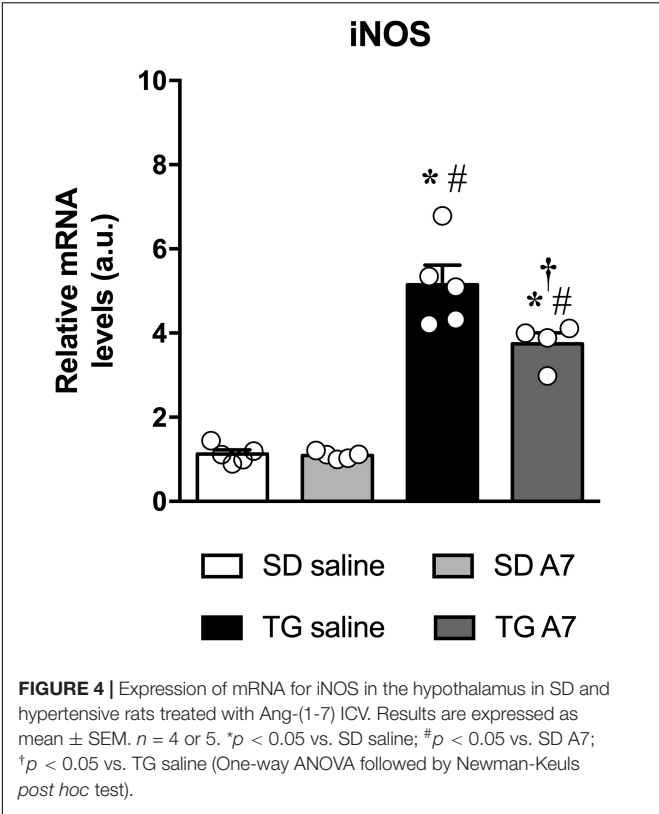 iNOS
10
8
6
4
2
0
Relative mRNA
levels (a.u.)
* #
†
* #
SD saline
SD A7
TG saline
TG A7
FIGURE 4 | Expression of mRNA for iNOS in the hypothalamus in SD and
hypertensive rats treated with Ang-(1-7) ICV. Results are expressed as
mean ± SEM. n = 4 or 5. *p < 0.05 vs. SD saline; #p < 0.05 vs. SD A7;
†p < 0.05 vs. TG saline (One-way ANOVA followed by Newman-Keuls
post hoc test).